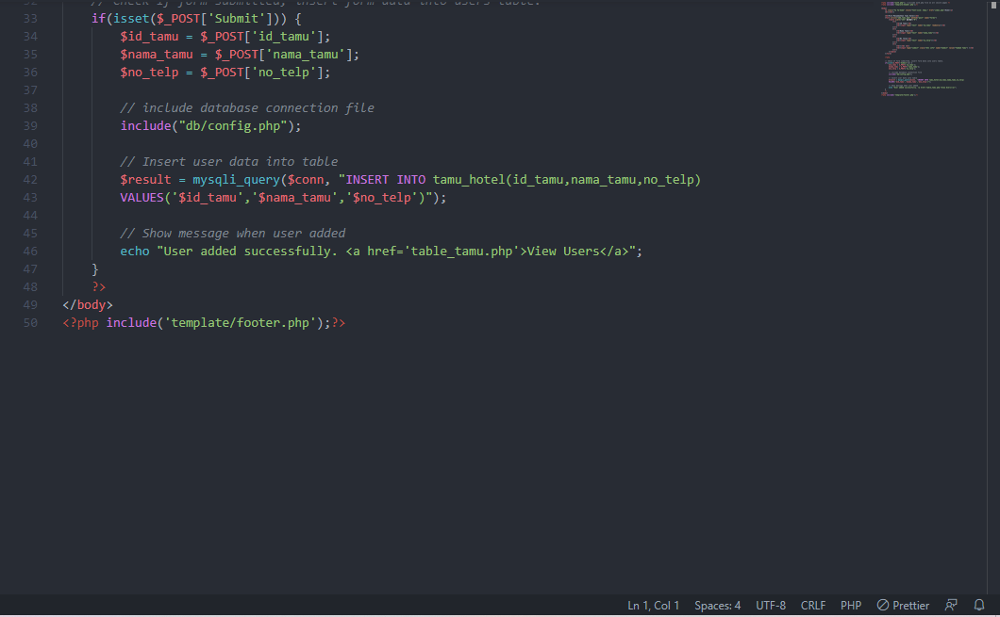 32 // Check if form submitted, insert form data into users table.
33 if(isset($_POST['Submit'])) {
34 $id_tamu = $_POST['id_tamu'];
35 $nama_tamu = $_POST['nama_tamu'];
36 $no_telp = $_POST['no_telp'];
37
38 // include database connection file
39 include("db/config.php");
40
41 // Insert user data into table
42 $result = mysqli_query($conn, "INSERT INTO tamu_hotel(id_tamu,nama_tamu,no_telp)
43 VALUES('$id_tamu','$nama_tamu','$no_telp')");
44
45 // Show message when user added
46 echo "User added successfully. <a href='table_tamu.php'>View Users</a>";
47 }
48 ?>
49 </body>
50 <?php include('template/footer.php');?>
Ln 1, Col 1 Spaces: 4 UTF-8 CRLF PHP Prettier